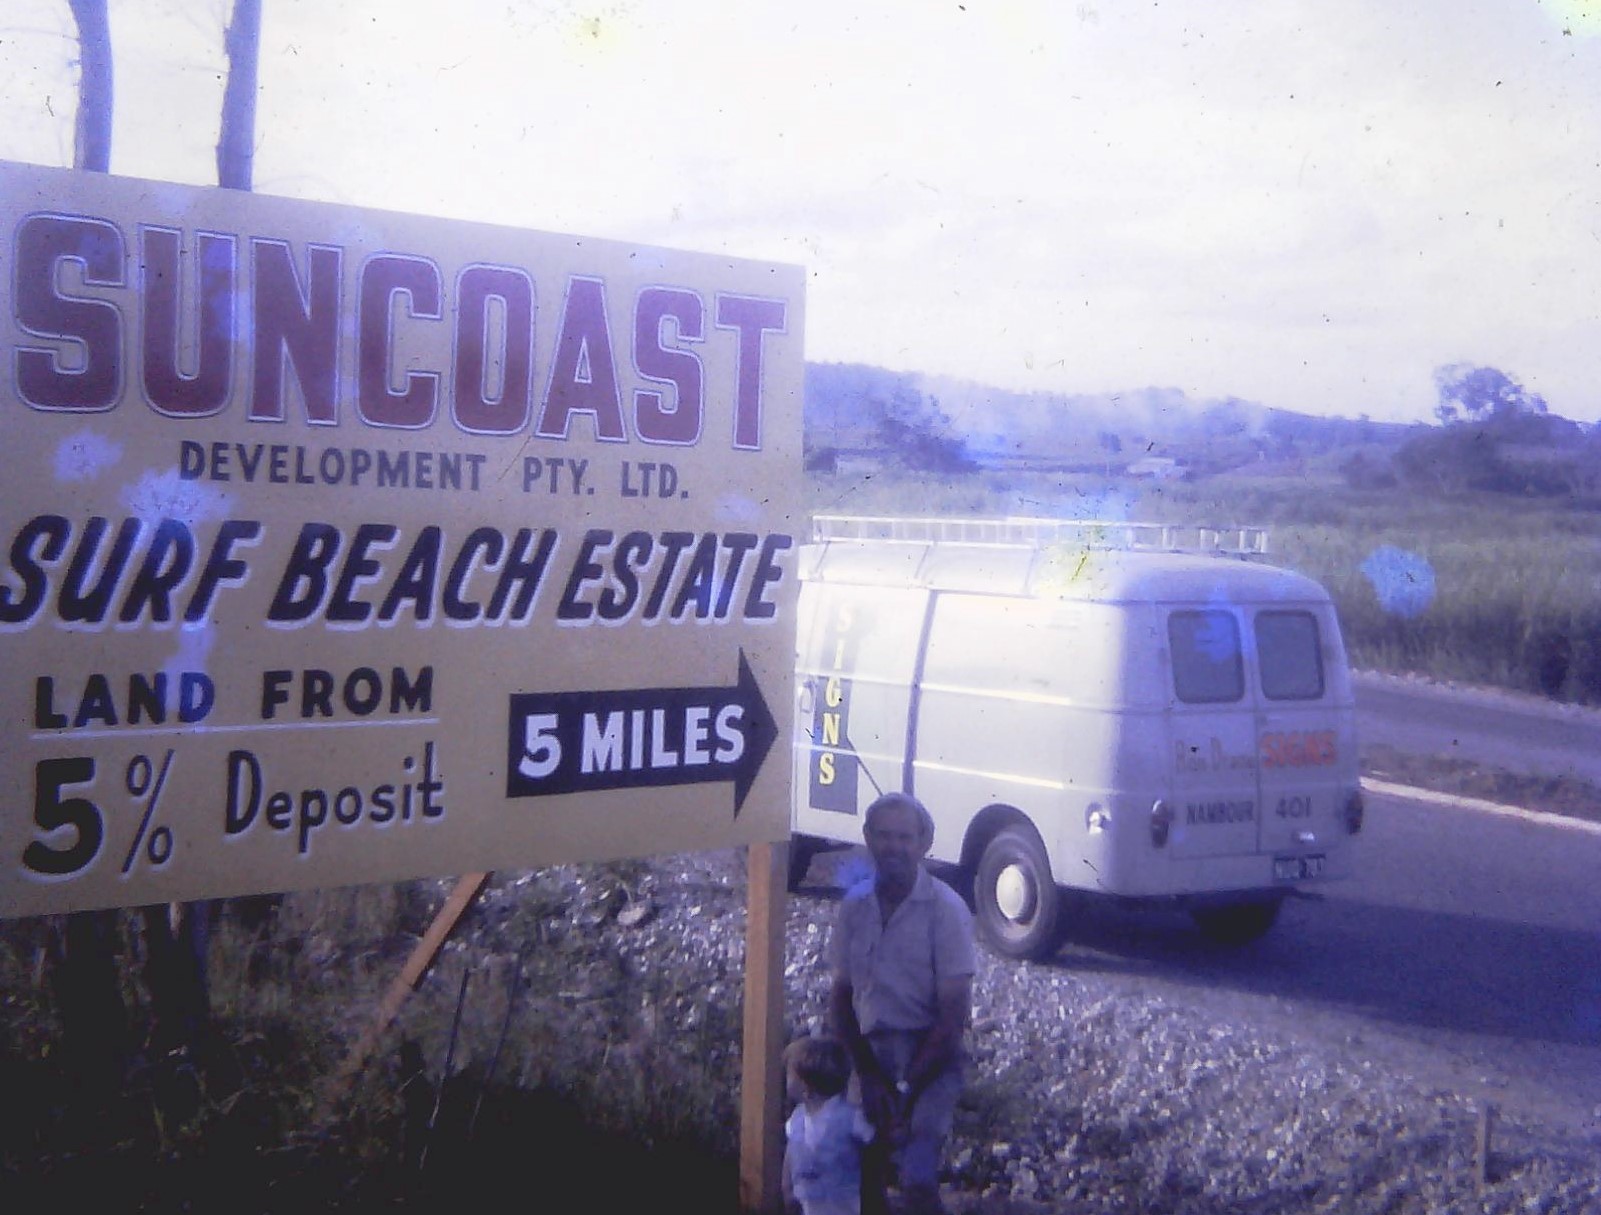 SUNCOAST
DEVELOPMENT PTY. LTD.
SURF BEACH ESTATE
LAND FROM
5% Deposit
5 MILES
SIGNS
SIGNS
NAMBOUR 401